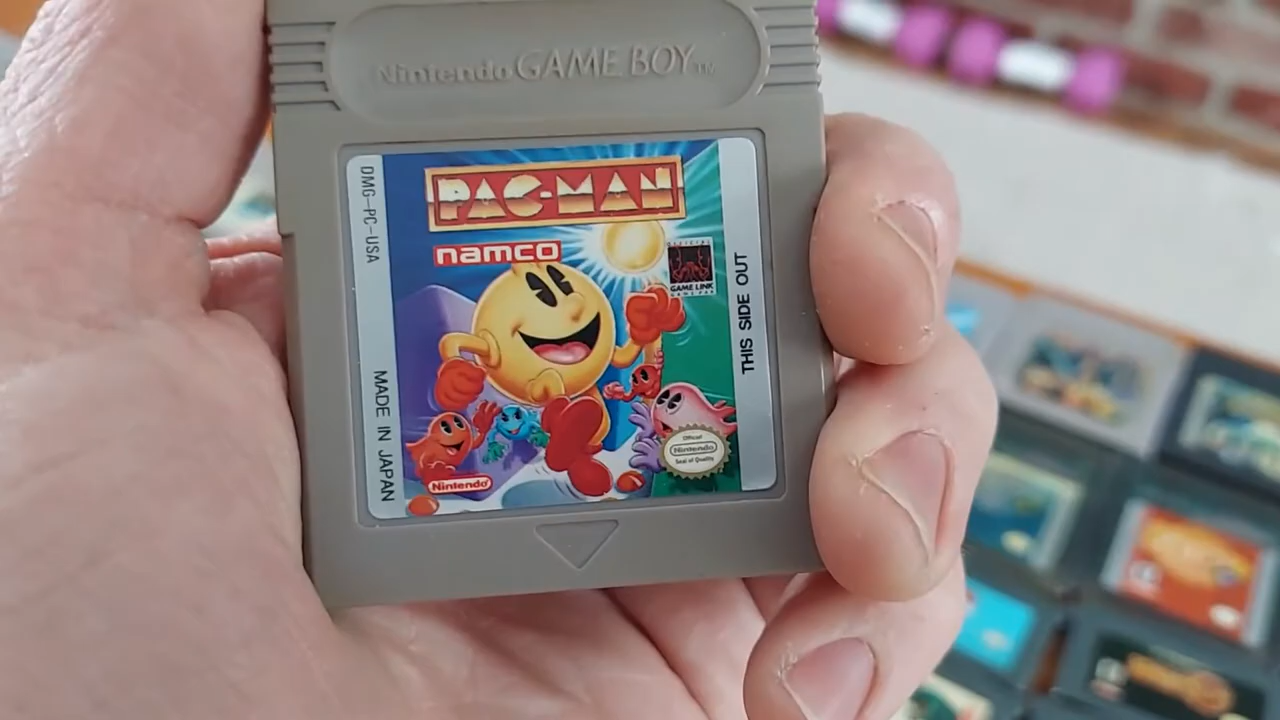 Nintendo GAME BOY TM
DMG-PC-USA
MADE IN JAPAN
PAC-MAN
namco
OFFICIAL
GAME LINK
Nintendo
Official
Nintendo
Seal of Quality
THIS SIDE OUT